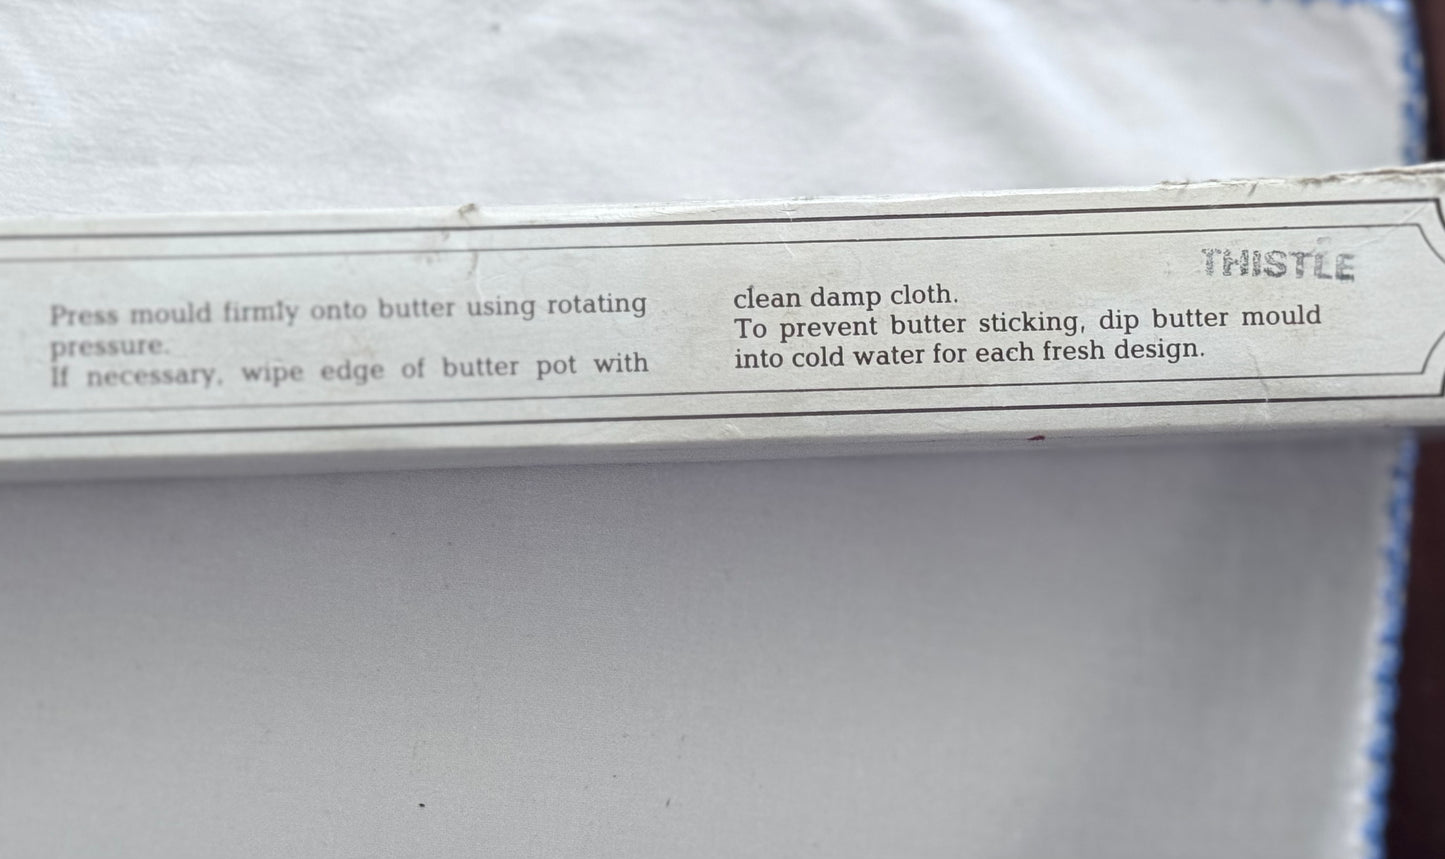 Press mould firmly onto butter using rotating
pressure.
If necessary, wipe edge of butter pot with
clean damp cloth.
To prevent butter sticking, dip butter mould
into cold water for each fresh design.
THISTLE